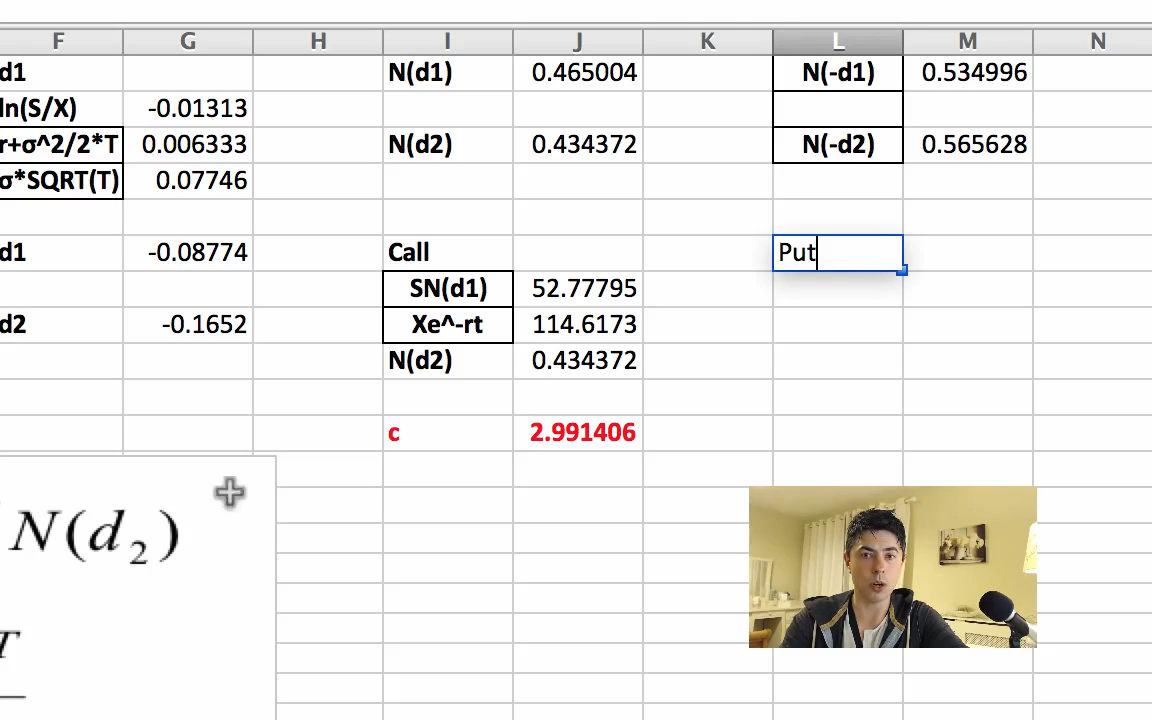 F G H I J K L M N
d1 N(d1) 0.465004 N(-d1) 0.534996
ln(S/X) -0.01313
r+σ^2/2*T 0.006333 N(d2) 0.434372 N(-d2) 0.565628
σ*SQRT(T) 0.07746
d1 -0.08774 Call Put
SN(d1) 52.77795
d2 -0.1652 Xe^-rt 114.6173
N(d2) 0.434372
c 2.991406
N(d2)
T